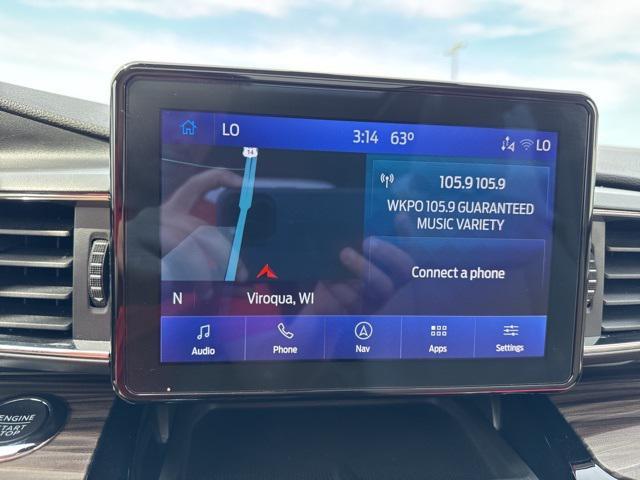 LO 3:14 63° LO
14
105.9 105.9
WKPO 105.9 GUARANTEED
MUSIC VARIETY
Connect a phone
N Viroqua, WI
Audio Phone Nav Apps Settings
ENGINE
START
STOP